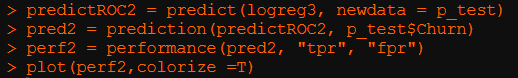 > predictROC2 = predict(logreg3, newdata = p_test)
> pred2 = prediction(predictROC2, p_test$Churn)
> perf2 = performance(pred2, "tpr", "fpr")
> plot(perf2,colorize =T)